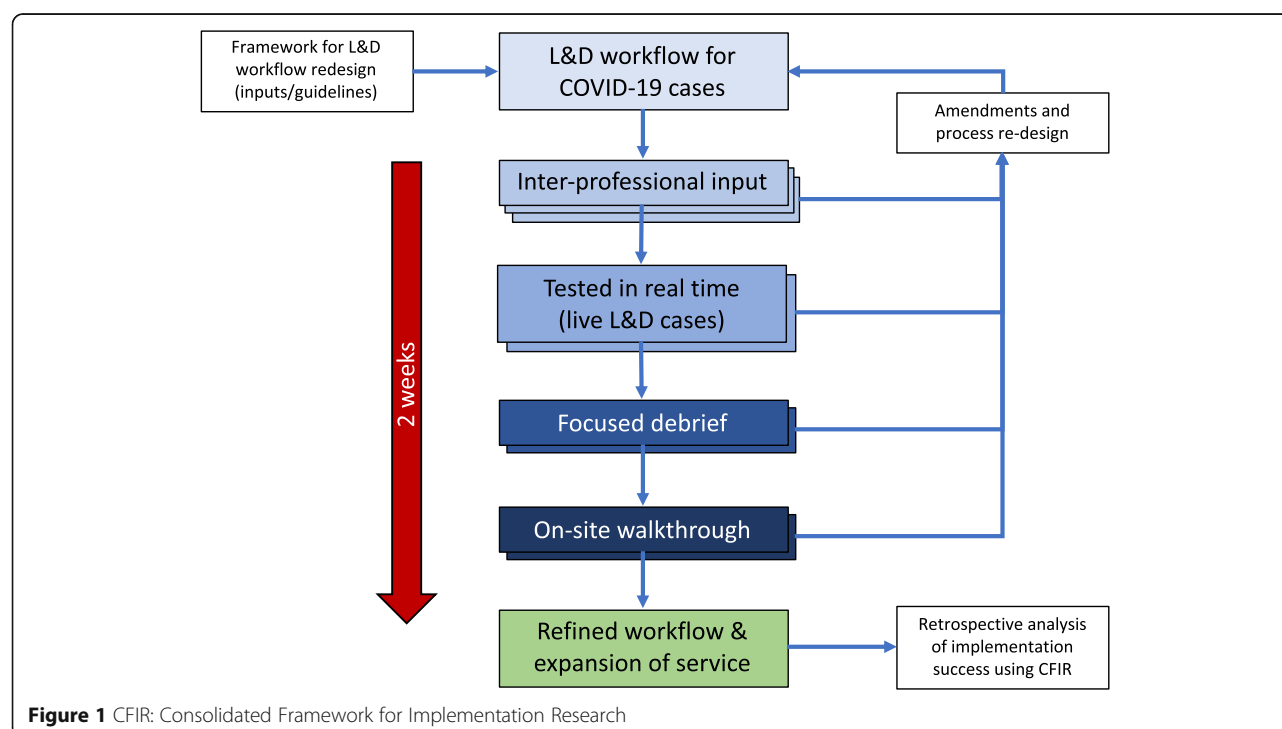 Framework for L&D
workflow redesign
(inputs/guidelines)
L&D workflow for
COVID-19 cases
Amendments and
process re-design
Inter-professional input
Tested in real time
(live L&D cases)
2 weeks
Focused debrief
On-site walkthrough
Refined workflow &
expansion of service
Retrospective analysis
of implementation
success using CFIR
Figure 1 CFIR: Consolidated Framework for Implementation Research